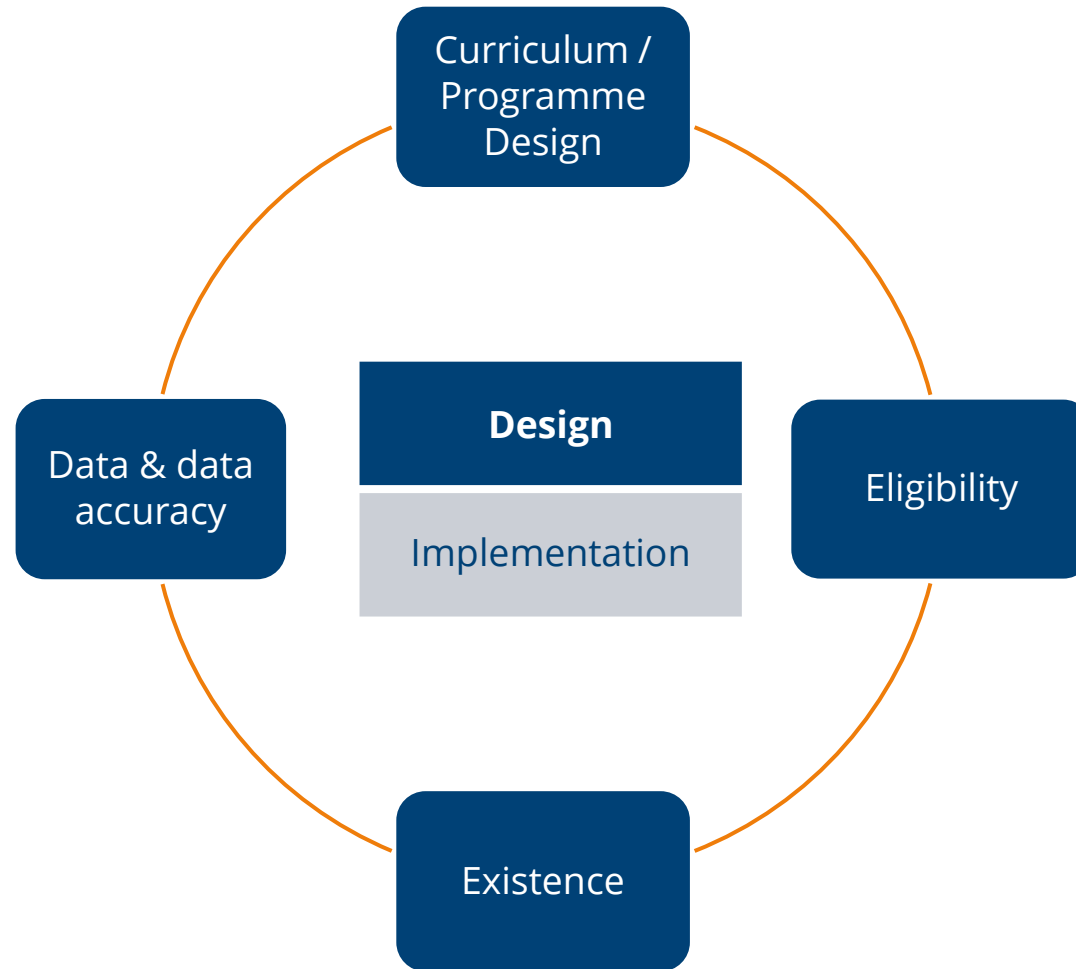 Curriculum /
Programme
Design
Design
Data & data
accuracy
Eligibility
Implementation
Existence